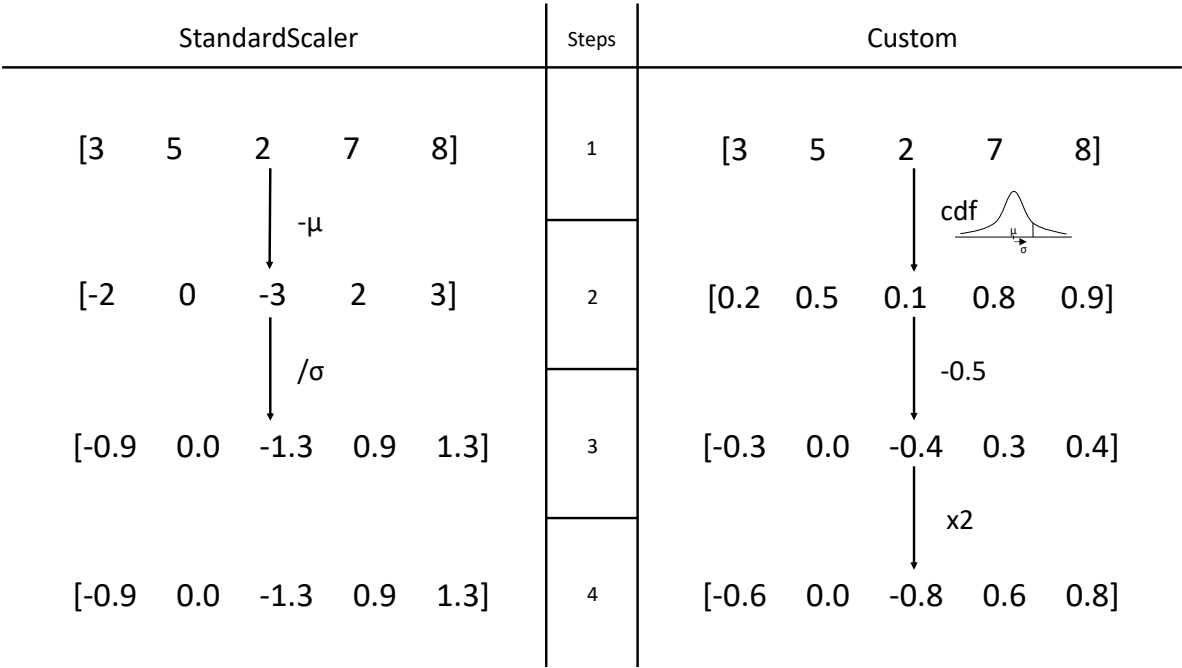 StandardScaler Steps Custom
[3 5 2 7 8] 1 [3 5 2 7 8]
-μ cdf
μ
σ
[-2 0 -3 2 3] 2 [0.2 0.5 0.1 0.8 0.9]
/σ -0.5
[-0.9 0.0 -1.3 0.9 1.3] 3 [-0.3 0.0 -0.4 0.3 0.4]
x2
[-0.9 0.0 -1.3 0.9 1.3] 4 [-0.6 0.0 -0.8 0.6 0.8]